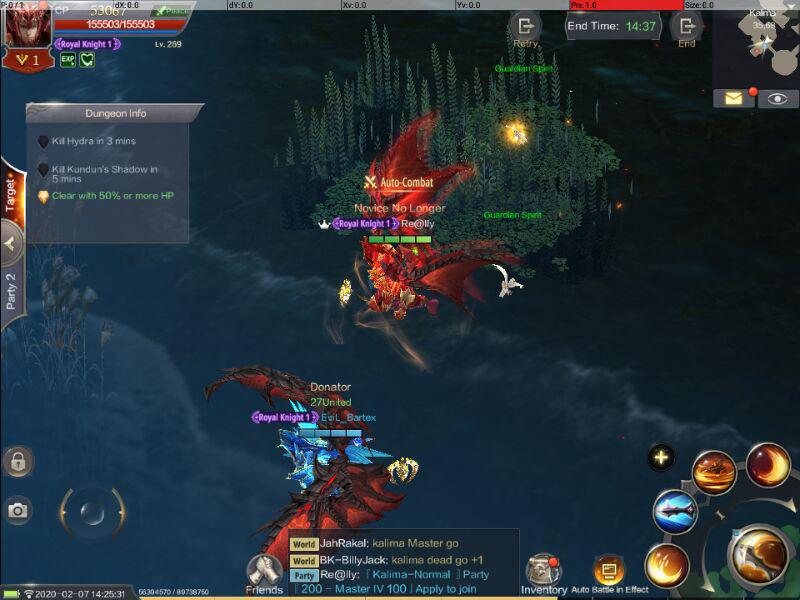 P:0 / 1
dX:0.0
dY:0.0
Xv:0.0
Yv:0.0
Prs:1.0
Size:0.0
CP 53067
Peace
155503/155503
Royal Knight 1
Lv. 289
1
EXP
Retry
End Time: 14:37
End
Kalima
35,68
Guardian Spirit
Dungeon Info
Kill Hydra in 3 mins
Kill Kundun's Shadow in
5 mins
Clear with 50% or more HP
Target
Party 2
Auto-Combat
Novice No Longer
Royal Knight 1 Re@lly
Guardian Spirit
Donator
27United
Royal Knight 1 EviL_Bartex
World JahRakal: kalima Master go
World BK-BillyJack: kalima dead go +1
Party Re@lly: 『Kalima-Normal 』Party
『200 - Master IV 100』Apply to join
Friends
Inventory
Auto Battle in Effect
2020-02-07 14:25:31
56394570 / 89738750